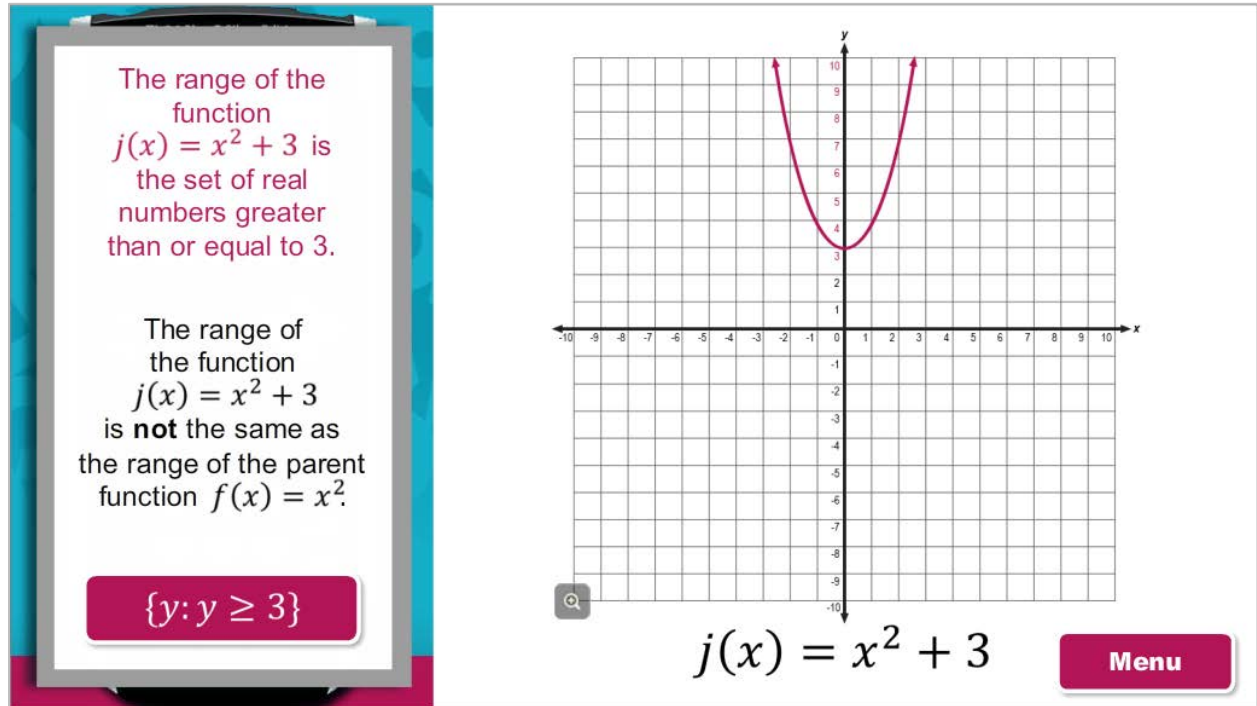 The range of the
function
j(x) = x² + 3 is
the set of real
numbers greater
than or equal to 3.
The range of
the function
j(x) = x² + 3
is not the same as
the range of the parent
function f(x) = x².
{y: y ≥ 3}
y
10
9
8
7
6
5
4
3
2
1
-10 -9 -8 -7 -6 -5 -4 -3 -2 -1 0 1 2 3 4 5 6 7 8 9 10 x
-1
-2
-3
-4
-5
-6
-7
-8
-9
-10
j(x) = x² + 3
Menu